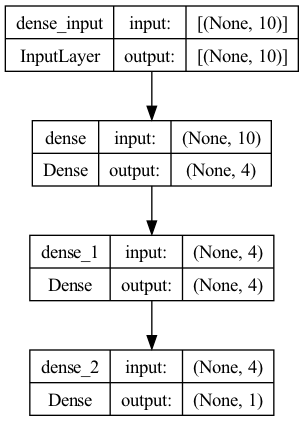 dense_input input: [(None, 10)]
InputLayer output: [(None, 10)]
dense input: (None, 10)
Dense output: (None, 4)
dense_1 input: (None, 4)
Dense output: (None, 4)
dense_2 input: (None, 4)
Dense output: (None, 1)